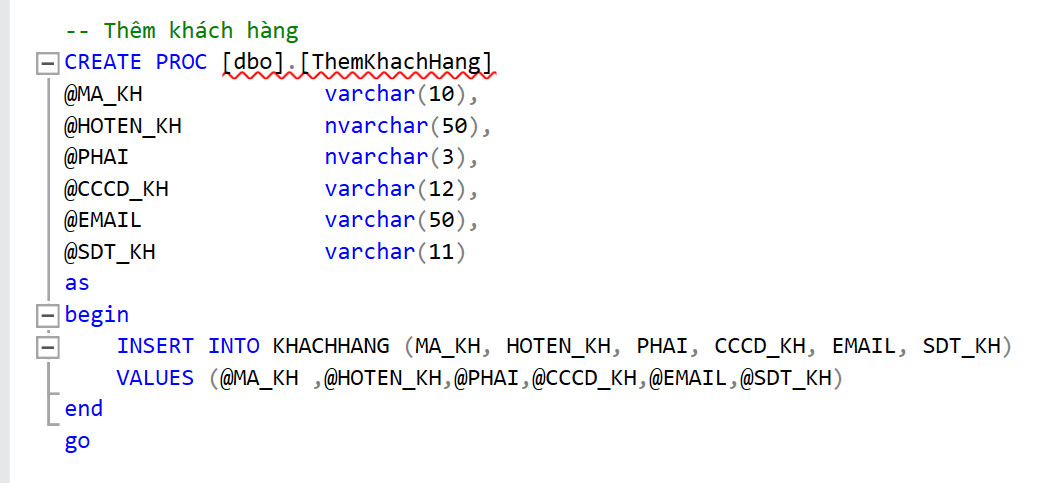 -- Thêm khách hàng
CREATE PROC [dbo].[ThemKhachHang]
@MA_KH varchar(10),
@HOTEN_KH nvarchar(50),
@PHAI nvarchar(3),
@CCCD_KH varchar(12),
@EMAIL varchar(50),
@SDT_KH varchar(11)
as
begin
INSERT INTO KHACHHANG (MA_KH, HOTEN_KH, PHAI, CCCD_KH, EMAIL, SDT_KH)
VALUES (@MA_KH ,@HOTEN_KH,@PHAI,@CCCD_KH,@EMAIL,@SDT_KH)
end
go